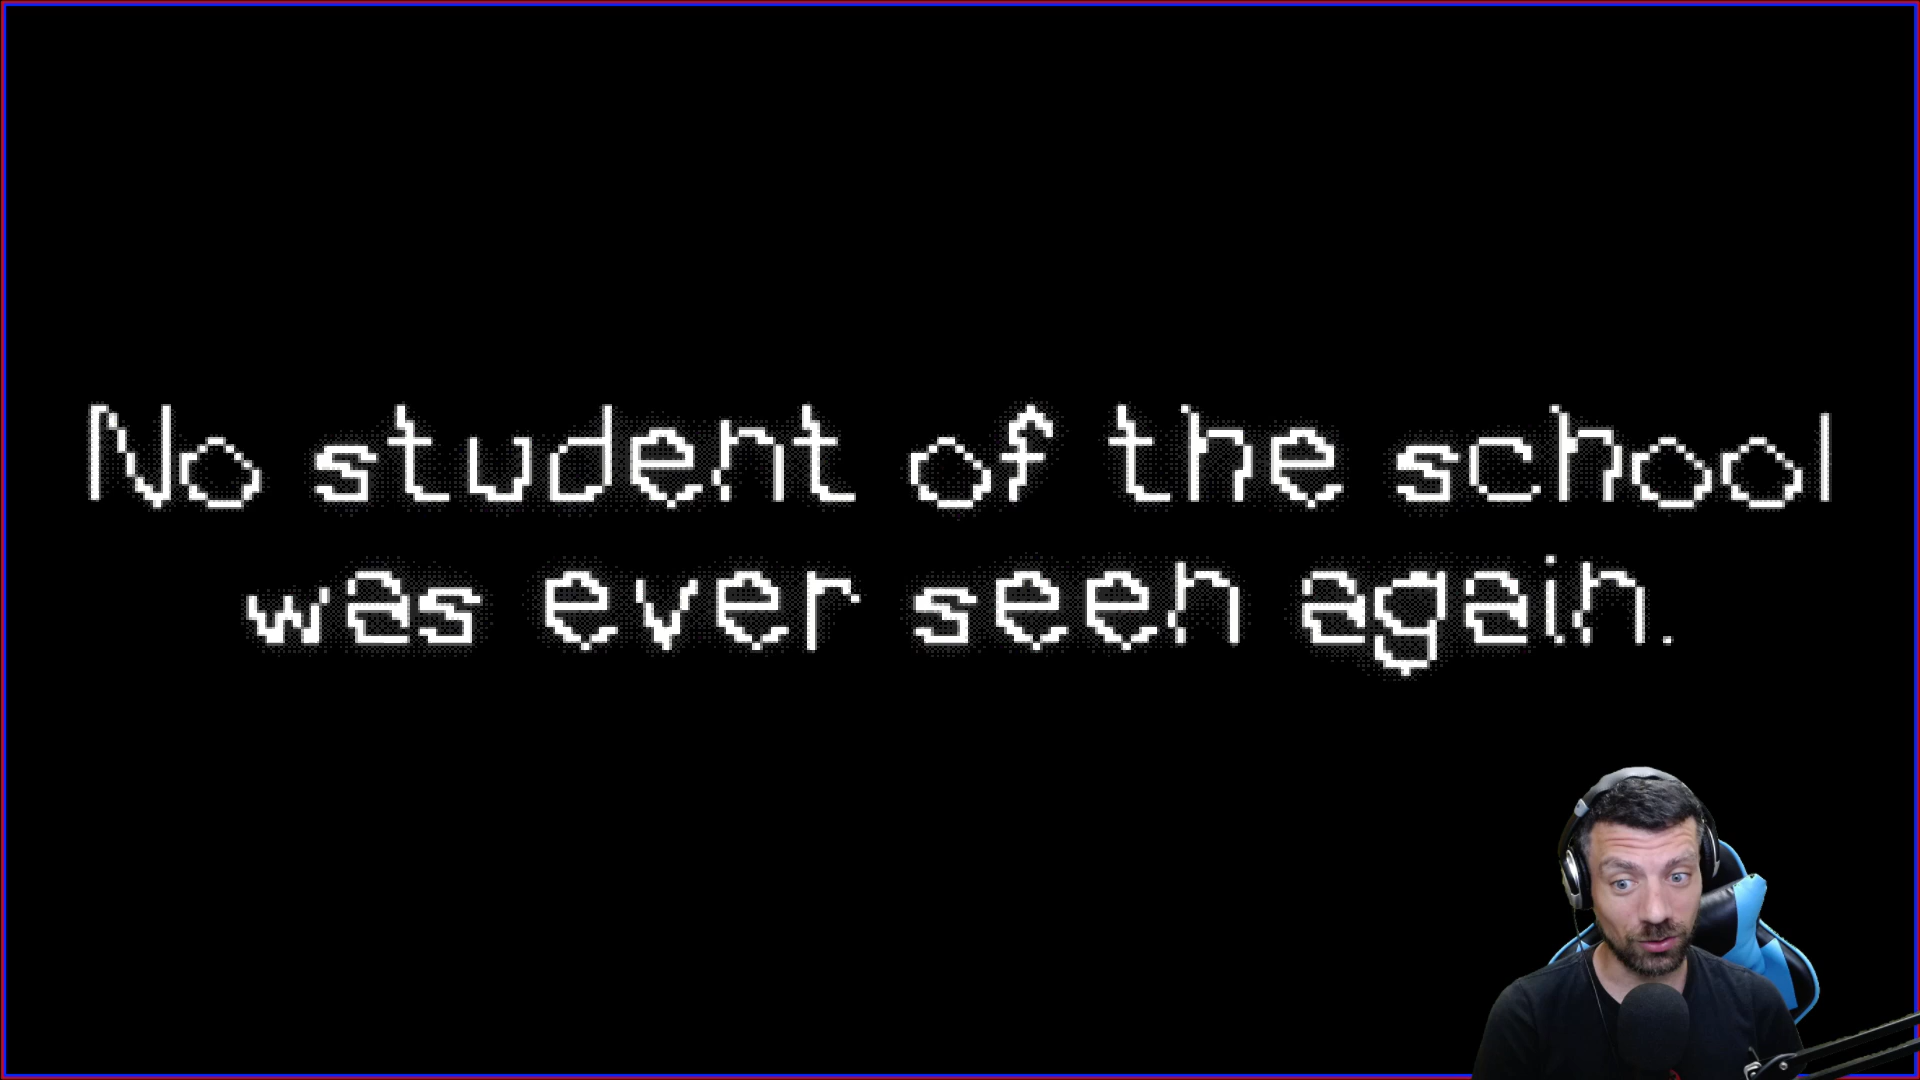 No student of the school
was ever seen again.